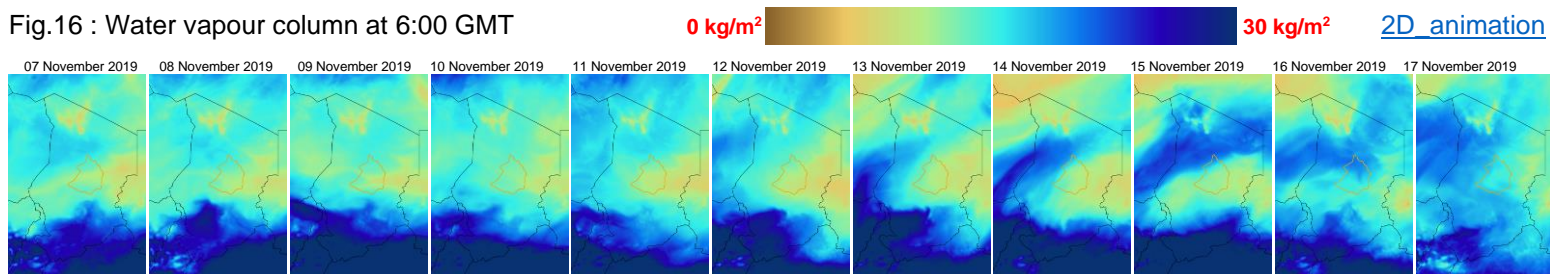 Fig.16 : Water vapour column at 6:00 GMT
0 kg/m²
30 kg/m²
2D_animation
07 November 2019
08 November 2019
09 November 2019
10 November 2019
11 November 2019
12 November 2019
13 November 2019
14 November 2019
15 November 2019
16 November 2019
17 November 2019